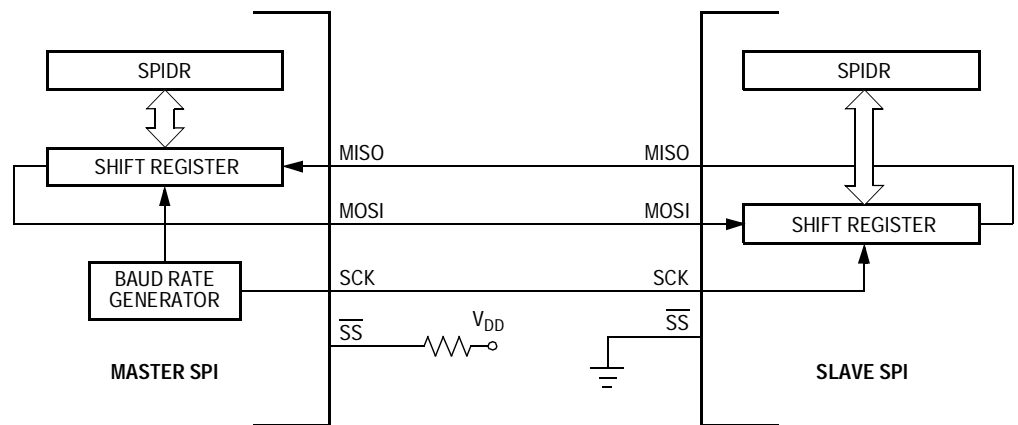 SPIDR
SPIDR
SHIFT REGISTER
MISO
MISO
MOSI
MOSI
SHIFT REGISTER
BAUD RATE
GENERATOR
SCK
SCK
SS
VDD
SS
MASTER SPI
SLAVE SPI